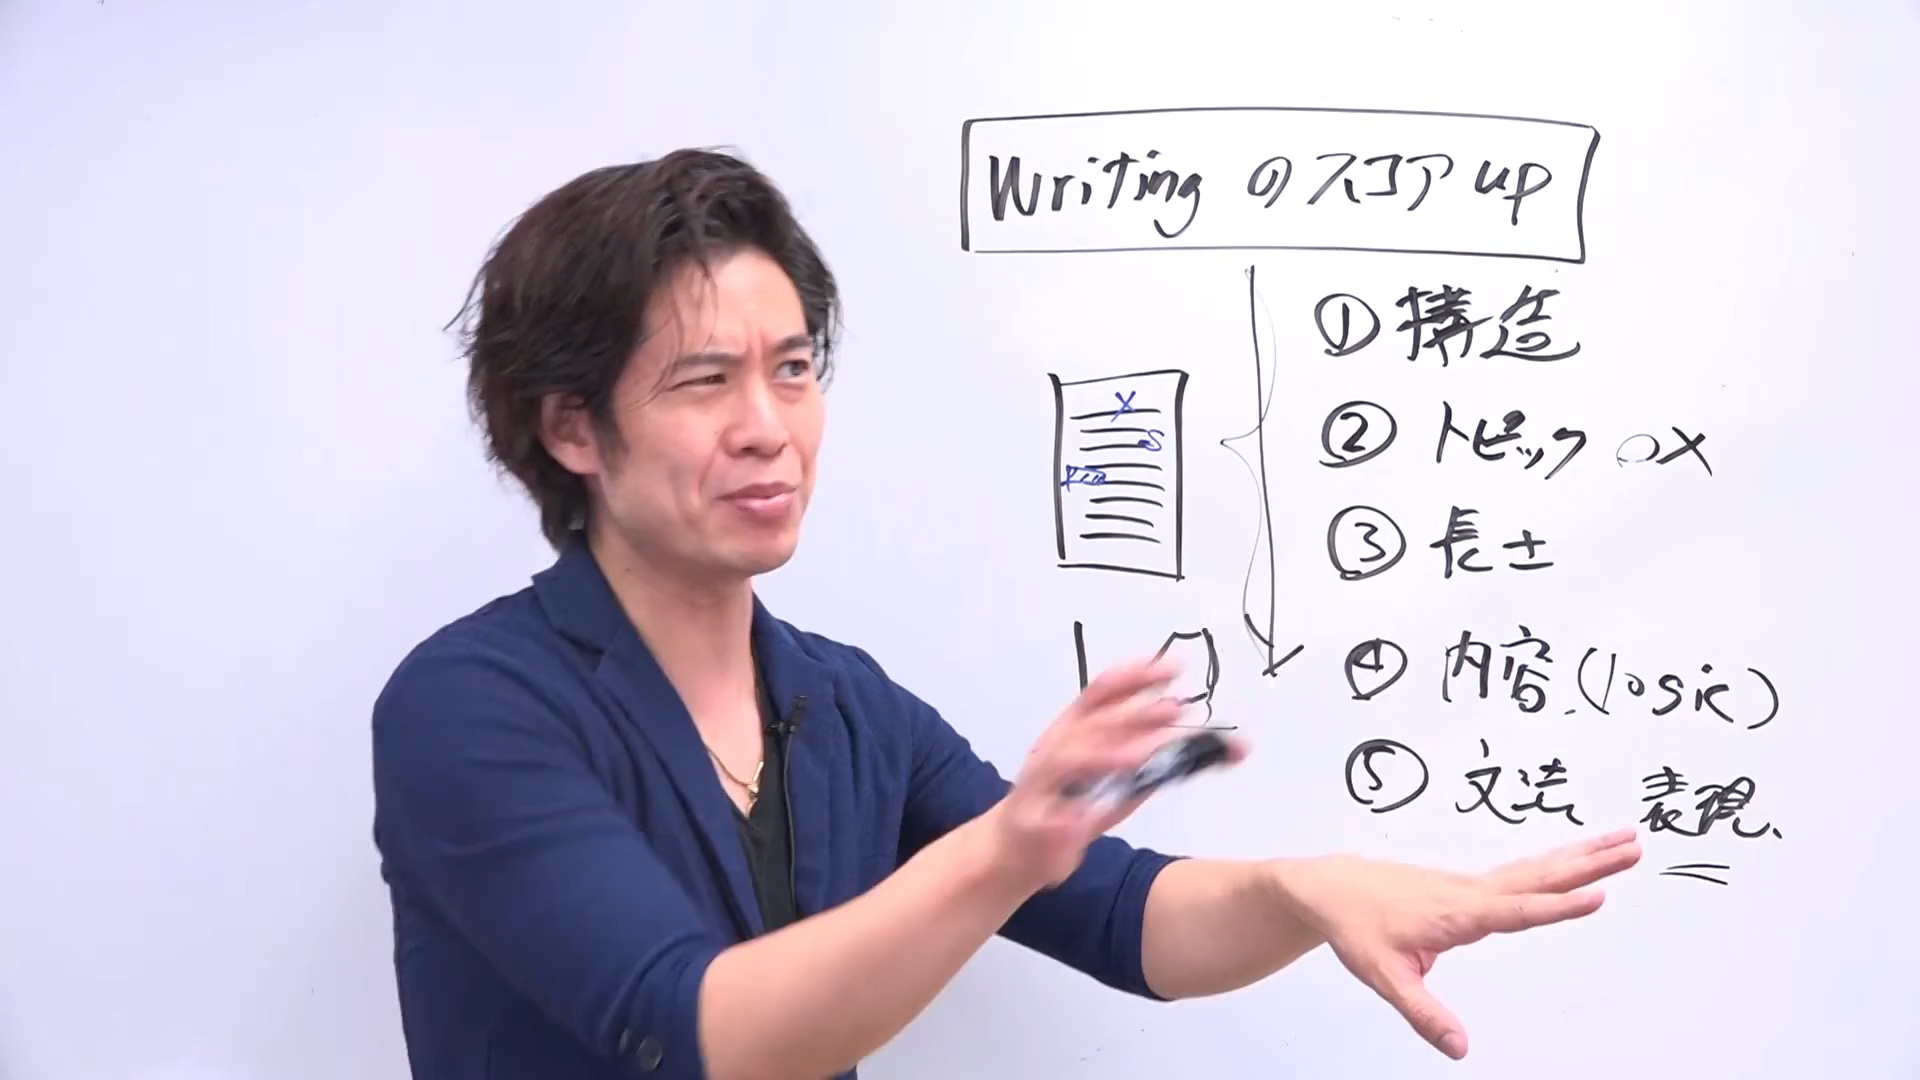 Writing のスコア up
① 構造
② トピック ○×
③ 長さ
④ 内容 (logic)
⑤ 文法 表現、
×
s